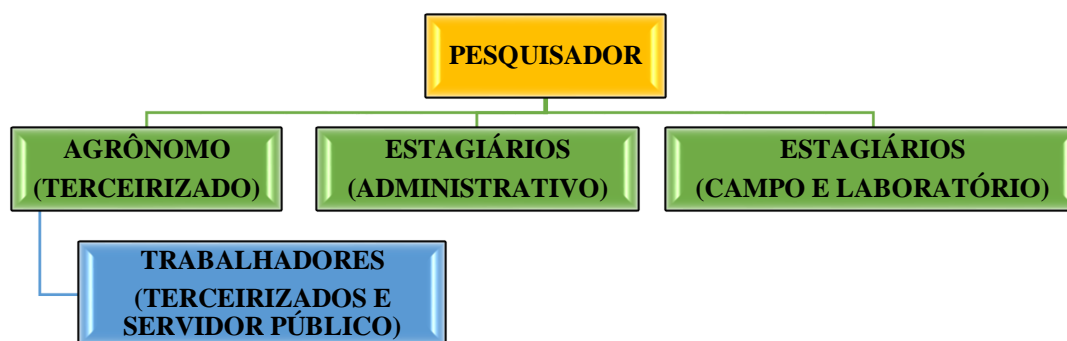 PESQUISADOR
AGRÔNOMO
(TERCEIRIZADO)
ESTAGIÁRIOS
(ADMINISTRATIVO)
ESTAGIÁRIOS
(CAMPO E LABORATÓRIO)
TRABALHADORES
(TERCEIRIZADOS E
SERVIDOR PÚBLICO)